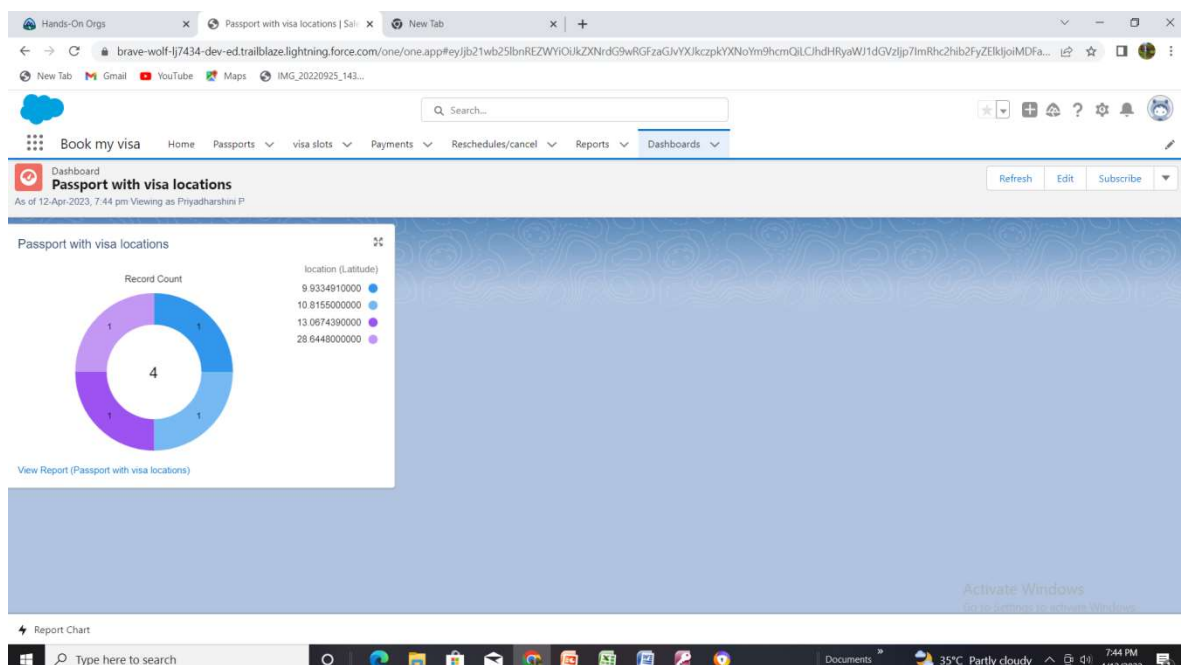 Hands-On Orgs
Passport with visa locations | Sal
New Tab
brave-wolf-lj7434-dev-ed.trailblaze.lightning.force.com/one/one.app#
New Tab Gmail YouTube Maps IMG_20220925_143...
Search...
Book my visa Home Passports visa slots Payments Reschedules/cancel Reports Dashboards
Dashboard
Passport with visa locations
As of 12-Apr-2023, 7:44 pm Viewing as Priyadharshini P
Refresh Edit Subscribe
Passport with visa locations
Record Count
location (Latitude)
9.9334910000
10.8155000000
13.0674390000
28.6448000000
1 1
4
1 1
View Report (Passport with visa locations)
Activate Windows
Go to Settings to activate Windows.
Report Chart
Type here to search
Documents
35°C Partly cloudy
7:44 PM